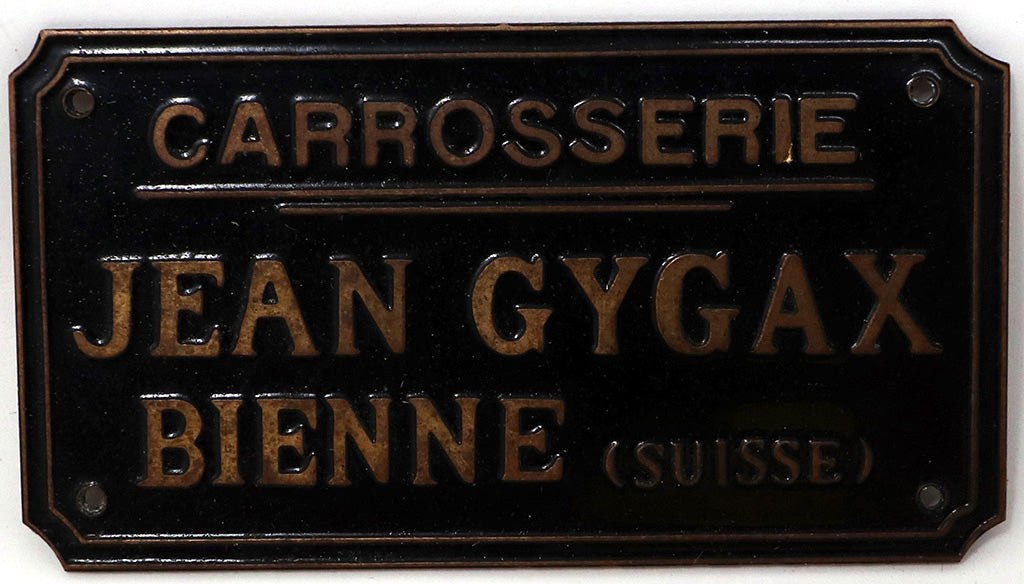 CARROSSERIE
JEAN GYGAX
BIENNE (SUISSE)